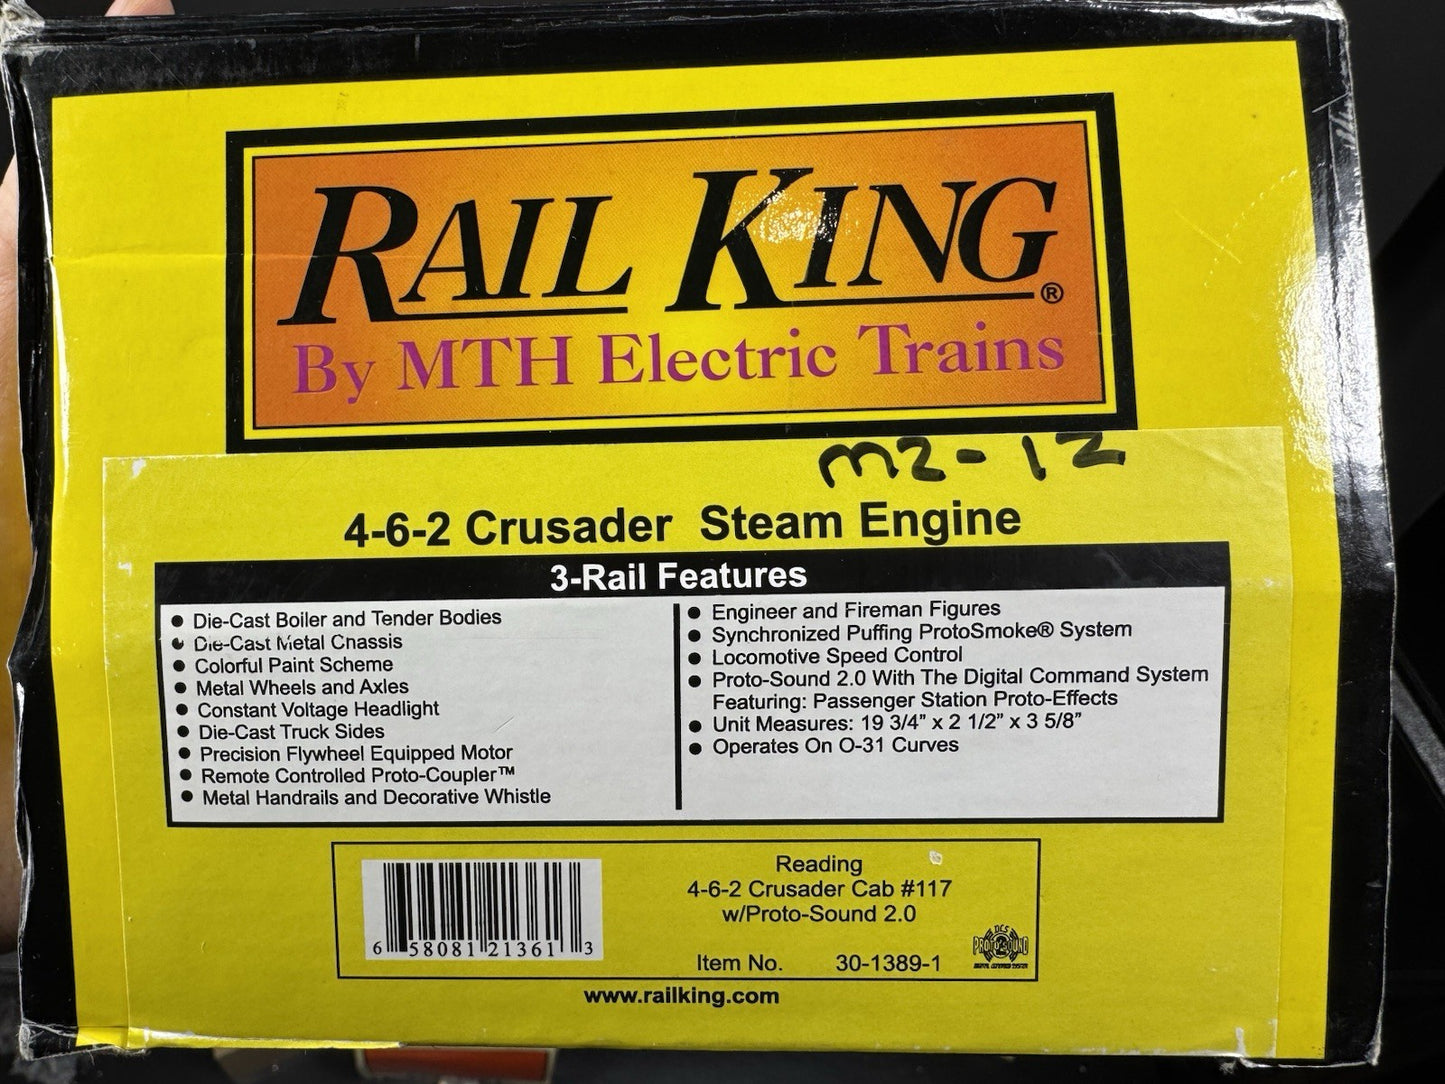 RAIL KING®
By MTH Electric Trains
m2-12
4-6-2 Crusader Steam Engine
3-Rail Features
● Die-Cast Boiler and Tender Bodies
● Die-Cast Metal Chassis
● Colorful Paint Scheme
● Metal Wheels and Axles
● Constant Voltage Headlight
● Die-Cast Truck Sides
● Precision Flywheel Equipped Motor
● Remote Controlled Proto-Coupler™
● Metal Handrails and Decorative Whistle
● Engineer and Fireman Figures
● Synchronized Puffing ProtoSmoke® System
● Locomotive Speed Control
● Proto-Sound 2.0 With The Digital Command System
Featuring: Passenger Station Proto-Effects
● Unit Measures: 19 3/4” x 2 1/2” x 3 5/8”
● Operates On O-31 Curves
6 58081 21361 3
Reading
4-6-2 Crusader Cab #117
w/Proto-Sound 2.0
Item No. 30-1389-1
DCS
PROTO SOUND
DIGITAL COMMAND SYSTEM
www.railking.com